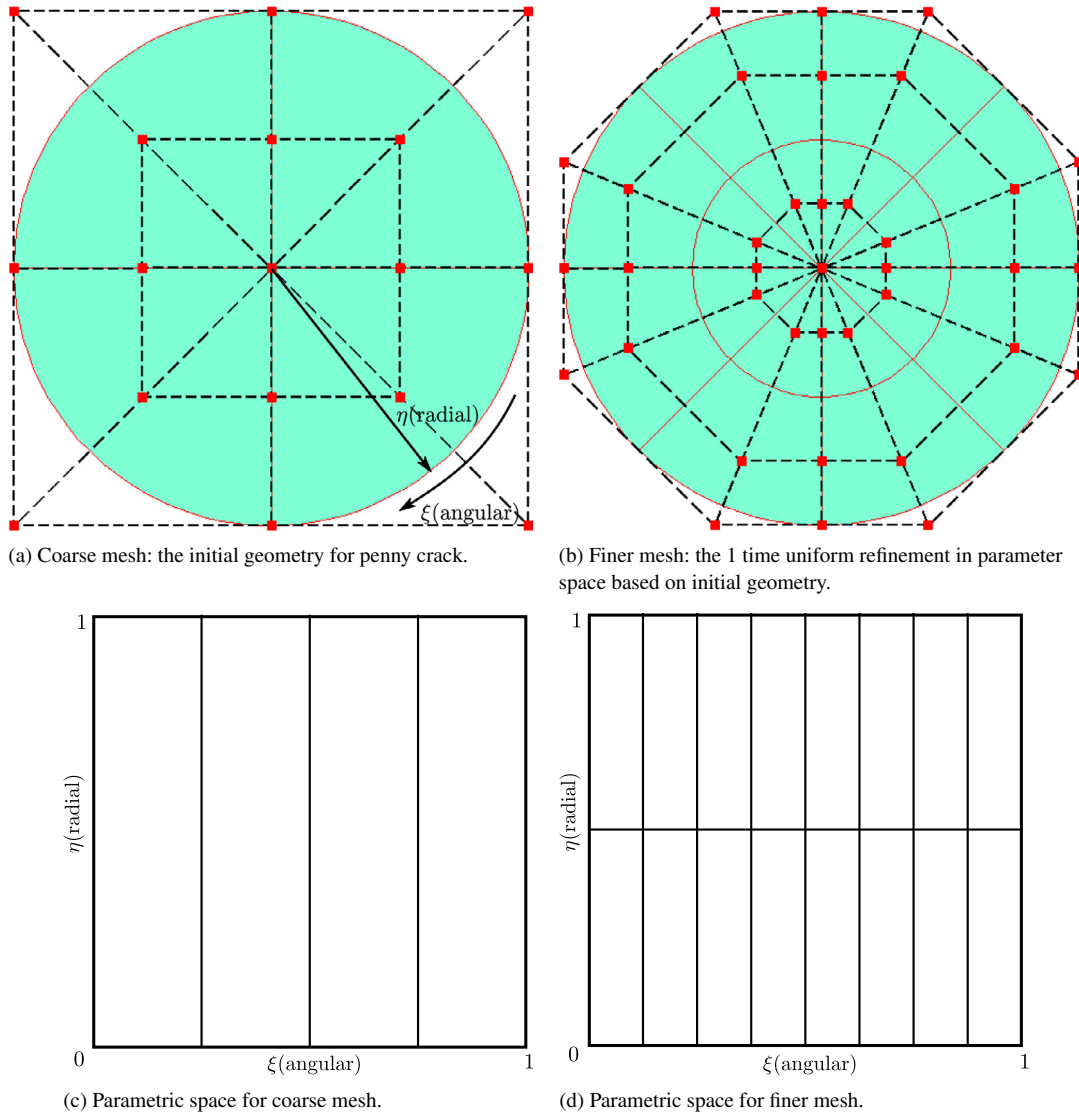 η(radial)
ξ(angular)
(a) Coarse mesh: the initial geometry for penny crack.
(b) Finer mesh: the 1 time uniform refinement in parameter
space based on initial geometry.
1
η(radial)
0
ξ(angular)
1
1
η(radial)
0
ξ(angular)
1
(c) Parametric space for coarse mesh.
(d) Parametric space for finer mesh.